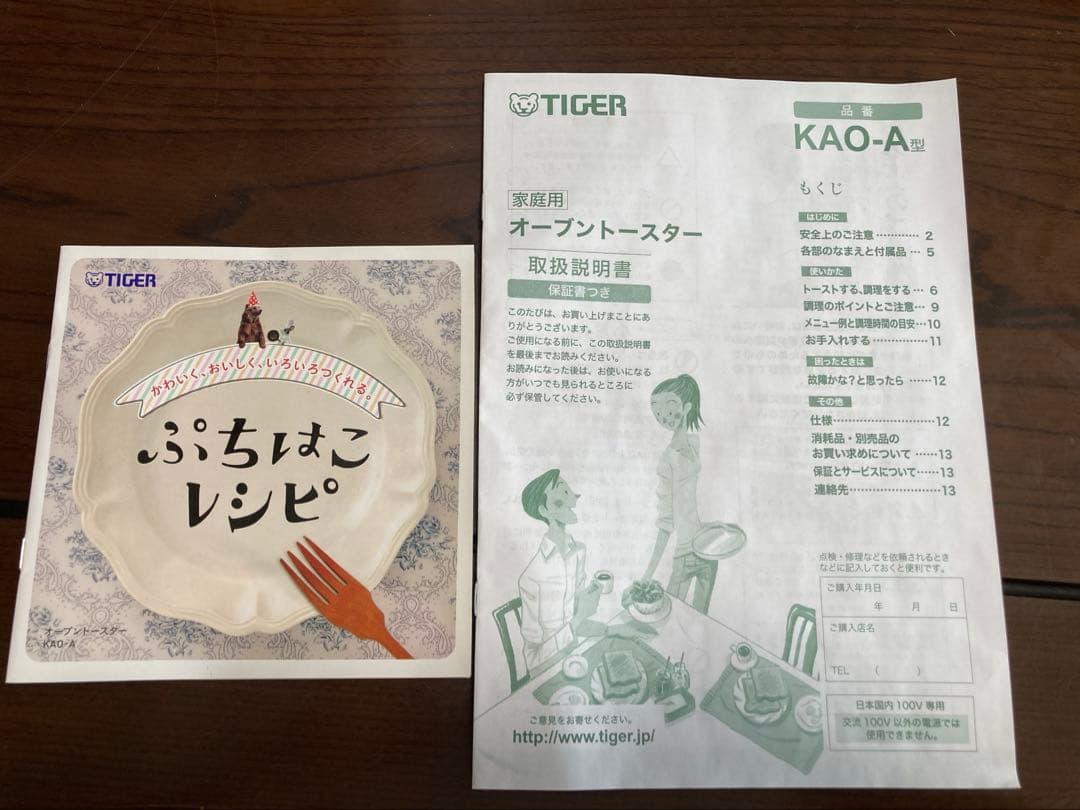 TIGER
かわいく、おいしく、いろいろつくれる。
ぷちはこ
レシピ
オーブントースター
KAO-A
TIGER
品番
KAO-A型
家庭用
オーブントースター
取扱説明書
保証書つき
このたびは、お買い上げまことにあ
りがとうございます。
ご使用になる前に、この取扱説明書
を最後までお読みください。
お読みになった後は、お使いになる
方がいつでも見られるところに
必ず保管してください。
もくじ
はじめに
安全上のご注意 ………… 2
各部のなまえと付属品 … 5
使いかた
トーストする、調理をする … 6
調理のポイントとご注意 … 9
メニュー例と調理時間の目安 … 10
お手入れする ……………… 11
困ったときは
故障かな?と思ったら …… 12
その他
仕様 ………………………… 12
消耗品・別売品の
お買い求めについて …… 13
保証とサービスについて …… 13
連絡先 ……………………… 13
点検・修理などを依頼されるとき
などに記入しておくと便利です。
ご購入年月日
年 月 日
ご購入店名
TEL ( )
日本国内100V専用
交流100V以外の電源では
使用できません。
ご意見をお寄せください。
http://www.tiger.jp/